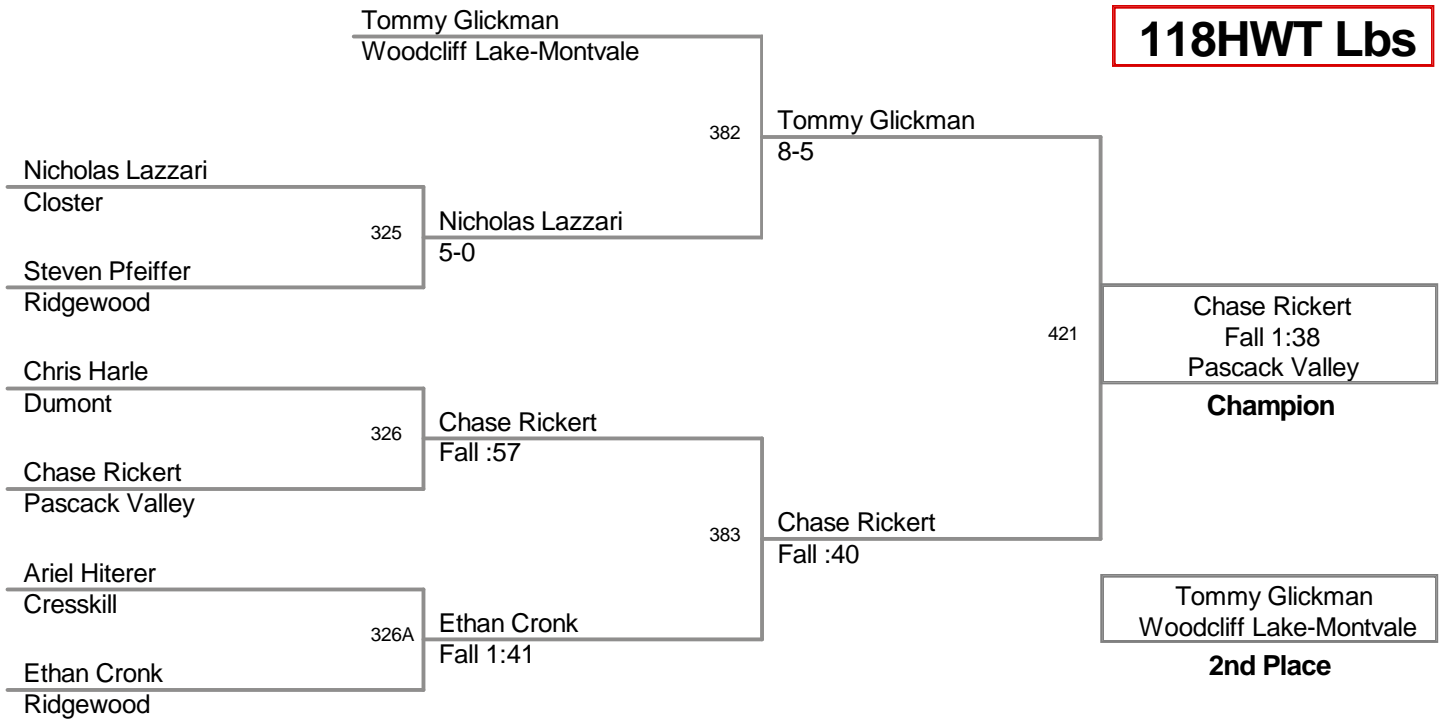 Tommy Glickman
Woodcliff Lake-Montvale
118HWT Lbs
382
Tommy Glickman
8-5
Nicholas Lazzari
Closter
325
Nicholas Lazzari
5-0
Steven Pfeiffer
Ridgewood
421
Chase Rickert
Fall 1:38
Pascack Valley
Champion
Chris Harle
Dumont
326
Chase Rickert
Fall :57
Chase Rickert
Pascack Valley
383
Chase Rickert
Fall :40
Ariel Hiterer
Cresskill
326A
Ethan Cronk
Fall 1:41
Ethan Cronk
Ridgewood
Tommy Glickman
Woodcliff Lake-Montvale
2nd Place